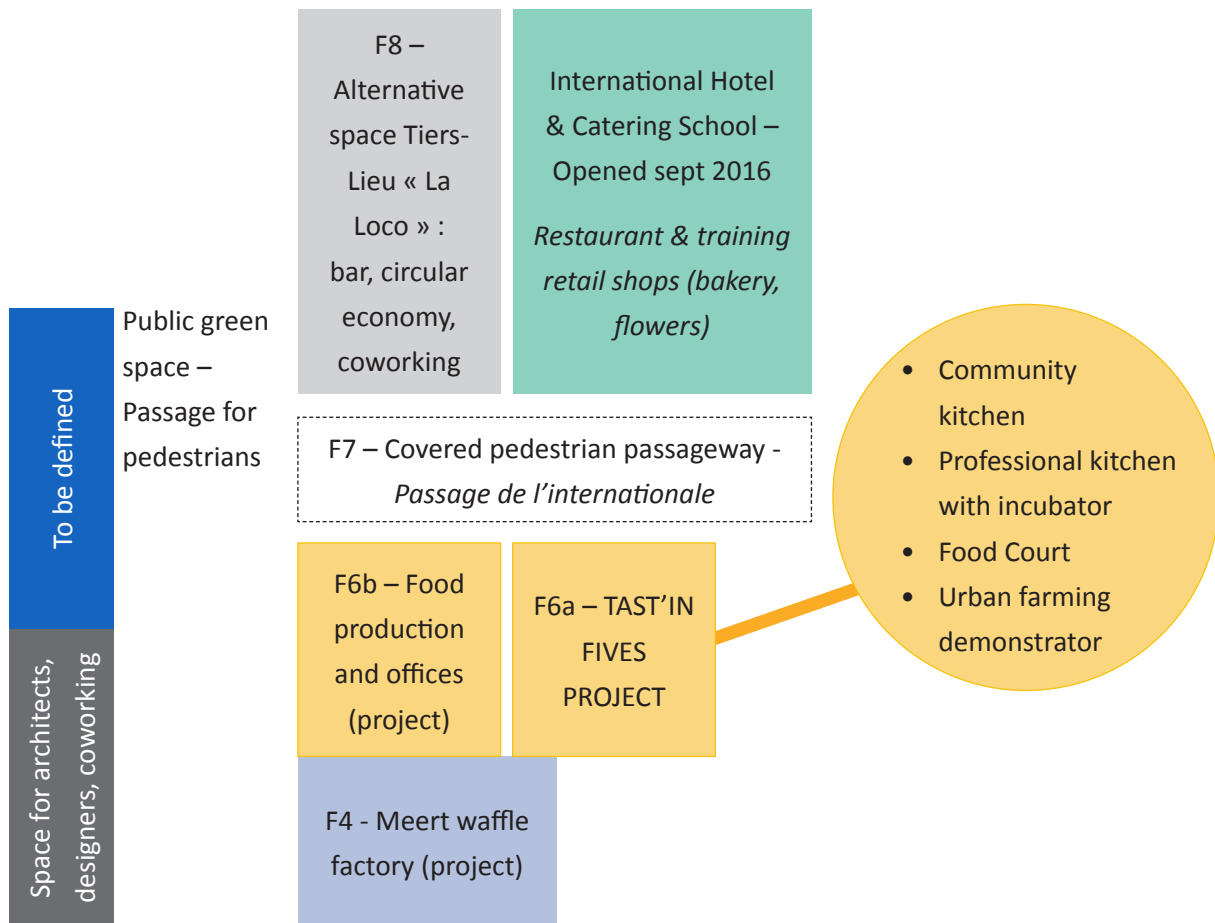 F8 –
Alternative
space Tiers-
Lieu « La
Loco » :
bar, circular
economy,
coworking
International Hotel
& Catering School –
Opened sept 2016
Restaurant & training
retail shops (bakery,
flowers)
To be defined
Public green
space –
Passage for
pedestrians
F7 – Covered pedestrian passageway -
Passage de l’internationale
• Community
kitchen
• Professional kitchen
with incubator
• Food Court
• Urban farming
demonstrator
F6b – Food
production
and offices
(project)
F6a – TAST’IN
FIVES
PROJECT
Space for architects,
designers, coworking
F4 - Meert waffle
factory (project)